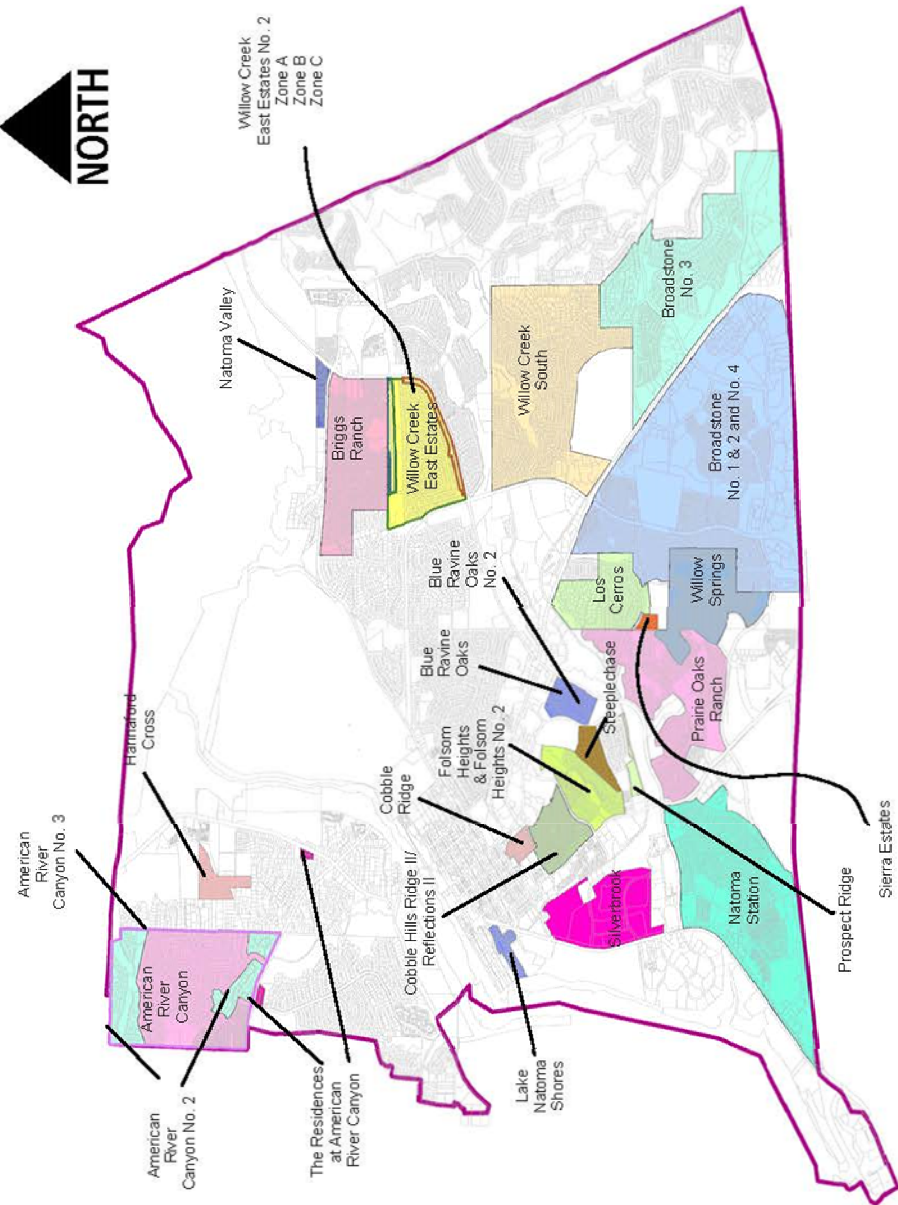 NORTH
Willow Creek
East Estates No. 2
Zone A
Zone B
Zone C
Natoma Valley
Briggs
Ranch
Willow Creek
East Estates
Willow Creek
South
Broadstone
No. 3
Broadstone
No. 1 & 2 and No. 4
Blue
Ravine
Oaks
No. 2
Blue
Ravine
Oaks
Los
Cerros
Willow
Springs
Steeplechase
Prairie Oaks
Ranch
Folsom
Heights
& Folsom
Heights No. 2
Cobble
Ridge
Cobble Hills Ridge II/
Reflections II
Hannaford
Cross
American
River
Canyon No. 3
American
River
Canyon
American
River
Canyon No. 2
The Residences
at American
River Canyon
Lake
Natoma
Shores
Silverbrook
Natoma
Station
Prospect Ridge
Sierra Estates